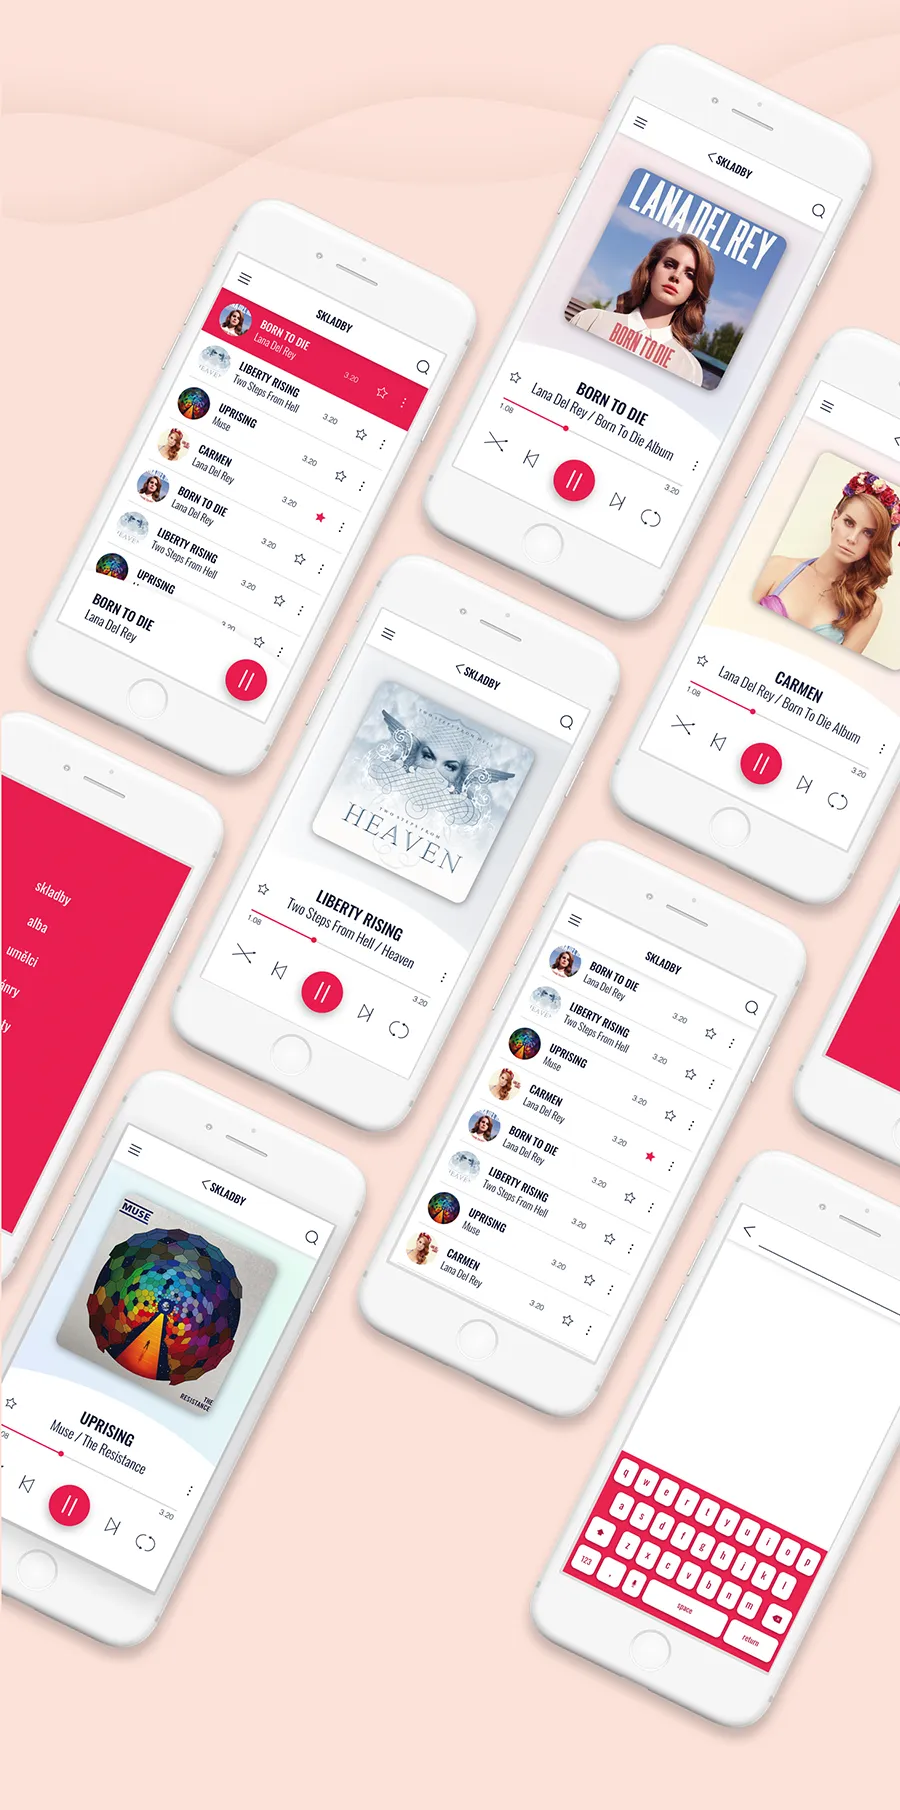 SKLADBY
LANA DEL REY
BORN TO DIE
BORN TO DIE
Lana Del Rey / Born To Die Album
1.08
3.20
SKLADBY
BORN TO DIE
Lana Del Rey
3.20
LIBERTY RISING
Two Steps From Hell
3.20
UPRISING
Muse
3.20
CARMEN
Lana Del Rey
3.20
BORN TO DIE
Lana Del Rey
3.20
LIBERTY RISING
Two Steps From Hell
3.20
UPRISING
3.20
BORN TO DIE
Lana Del Rey
CARMEN
Lana Del Rey / Born To Die Album
1.08
3.20
SKLADBY
TWO STEPS FROM HELL
TWO STEPS FROM
HEAVEN
LIBERTY RISING
Two Steps From Hell / Heaven
1.08
3.20
skladby
alba
umělci
SKLADBY
BORN TO DIE
Lana Del Rey
3.20
LIBERTY RISING
Two Steps From Hell
3.20
UPRISING
Muse
3.20
CARMEN
Lana Del Rey
3.20
BORN TO DIE
Lana Del Rey
3.20
LIBERTY RISING
Two Steps From Hell
3.20
UPRISING
Muse
3.20
CARMEN
Lana Del Rey
3.20
SKLADBY
MUSE
THE
RESISTANCE
UPRISING
Muse / The Resistance
3.20
q w e r t y u i o p
a s d f g h j k l
z x c v b n m
123 . space return